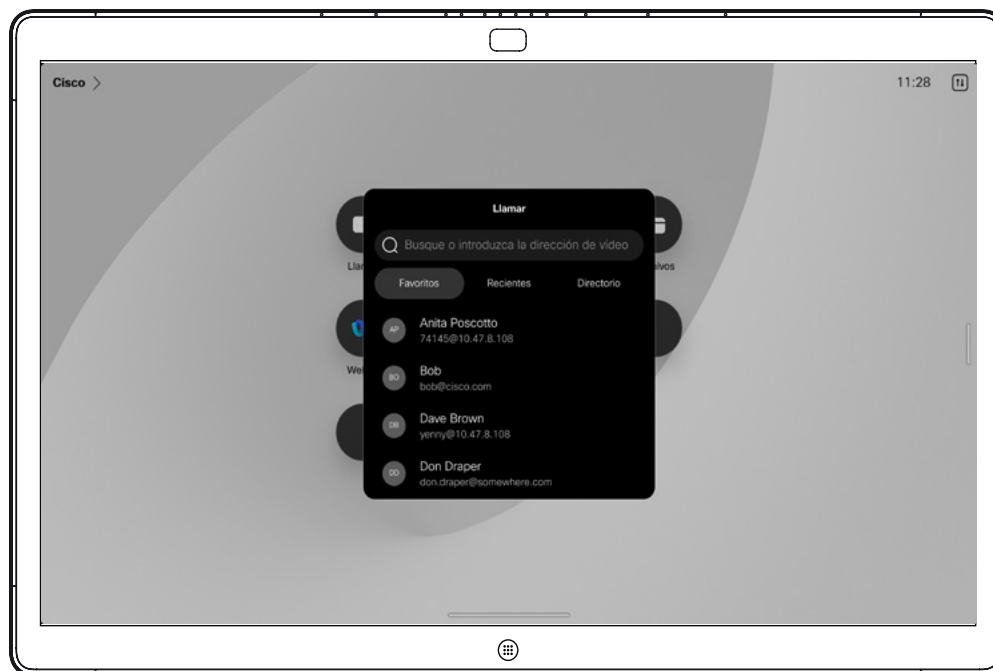 Cisco
11:28
Llamar
Busque o introduzca la dirección de vídeo
Favoritos Recientes Directorio
AP Anita Poscotto
74145@10.47.8.108
BO Bob
bob@cisco.com
DB Dave Brown
yenny@10.47.8.108
DD Don Draper
don.draper@somewhere.com